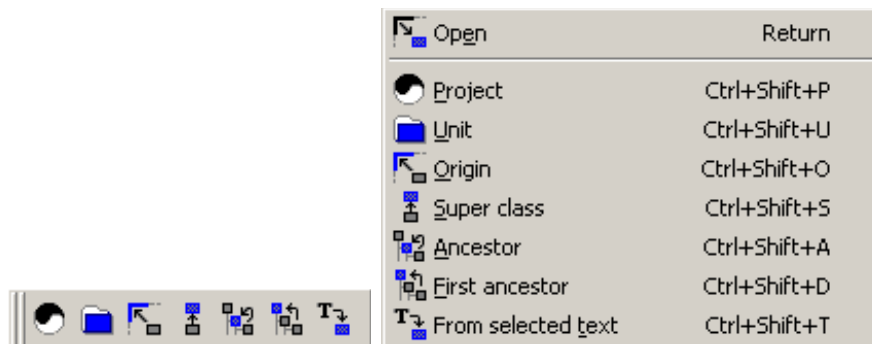 Open Return
Project Ctrl+Shift+P
Unit Ctrl+Shift+U
Origin Ctrl+Shift+O
Super class Ctrl+Shift+S
Ancestor Ctrl+Shift+A
First ancestor Ctrl+Shift+D
T From selected text Ctrl+Shift+T
T